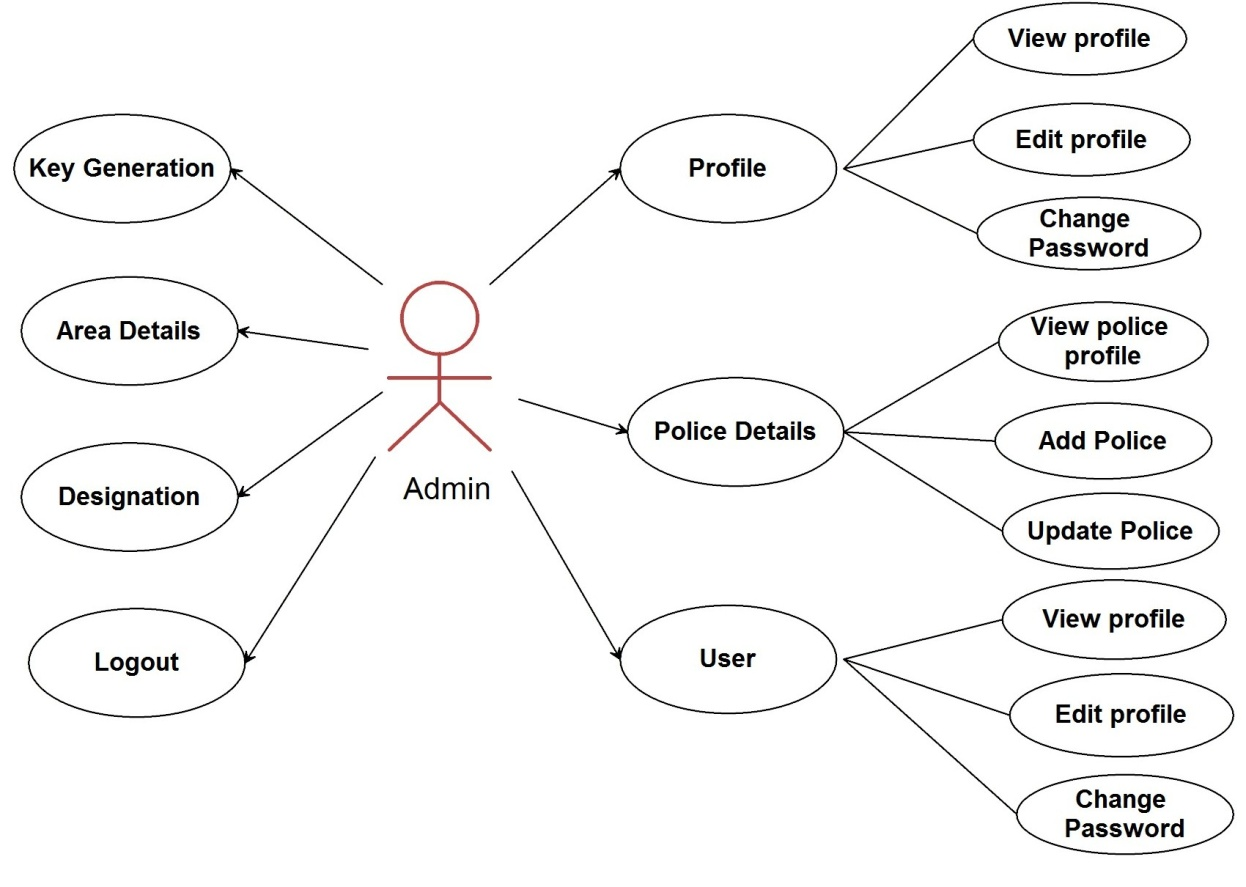 View profile
Key Generation
Profile
Edit profile
Change
Password
Area Details
View police
profile
Police Details
Add Police
Designation
Admin
Update Police
Logout
User
View profile
Edit profile
Change
Password